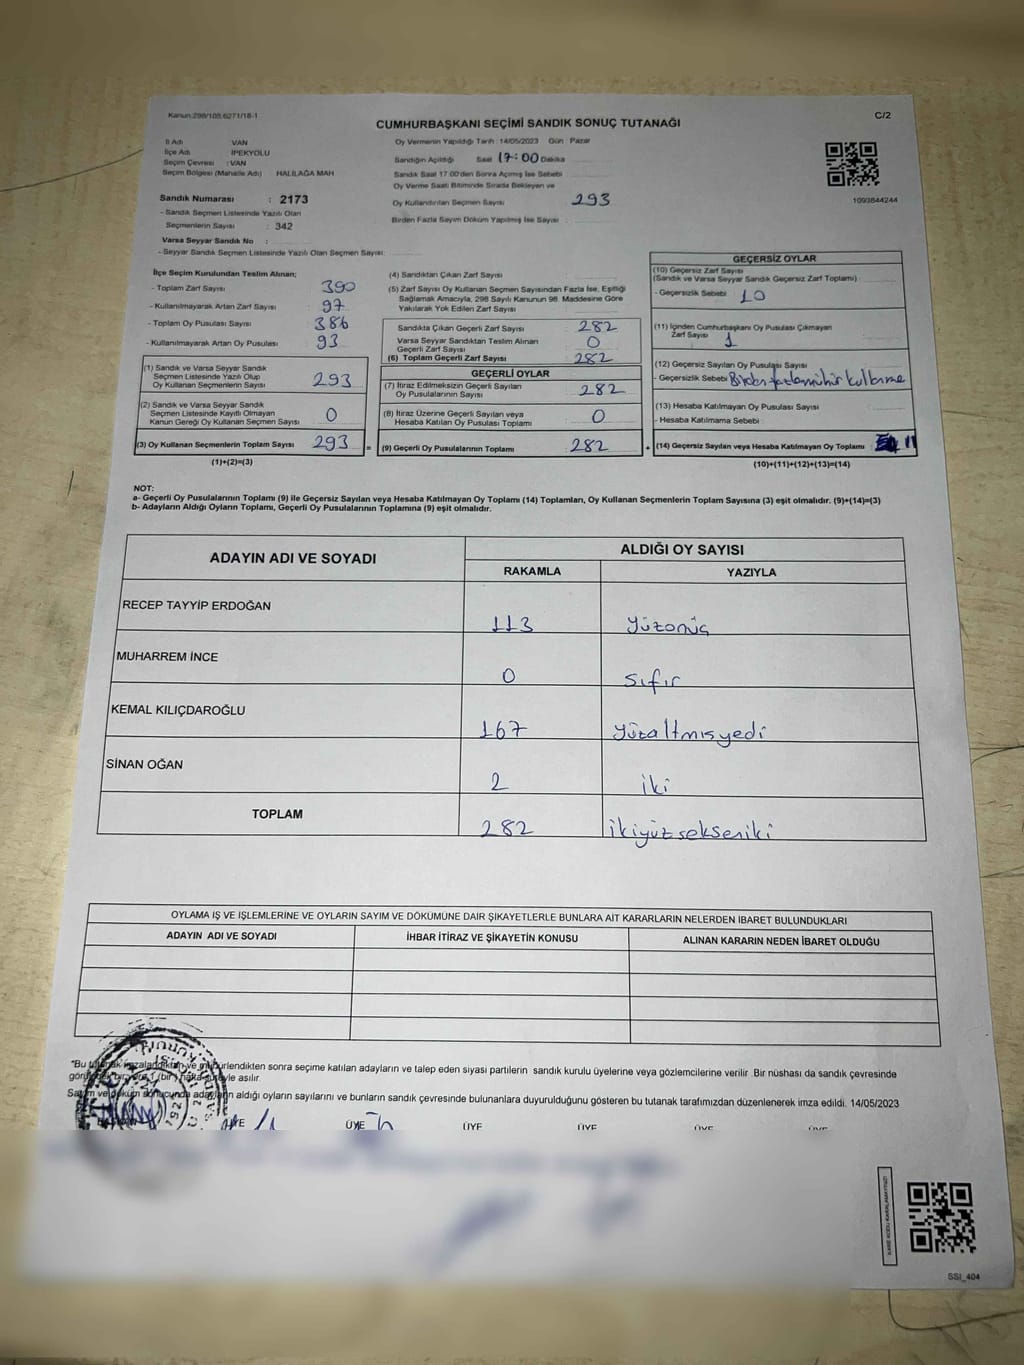 Kanun:298/105.6271/18-1
C/2
CUMHURBAŞKANI SEÇİMİ SANDIK SONUÇ TUTANAĞI
İl Adı VAN
İlçe Adı İPEKYOLU
Seçim Çevresi : VAN
Seçim Bölgesi (Mahalle Adı) HALİLAĞA MAH
Sandık Numarası : 2173
- Sandık Seçmen Listesinde Yazılı Olan
Seçmenlerin Sayısı : 342
Varsa Seyyar Sandık No :
- Seyyar Sandık Seçmen Listesinde Yazılı Olan Seçmen Sayısı:
Oy Vermenin Yapıldığı Tarih : 14/05/2023 Gün : Pazar
Sandığın Açıldığı Saat 17:00 Dakika
Sandık Saat 17.00'den Sonra Açımış İse Sebebi
Oy Verme Saati Bitiminde Sırada Bekleyen ve
Oy Kullandırılan Seçmen Sayısı 293
Birden Fazla Sayım Döküm Yapılmış İse Sayısı :
1093844244
İlçe Seçim Kurulundan Teslim Alınan;
- Toplam Zarf Sayısı 390
- Kullanılmayarak Artan Zarf Sayısı 97
- Toplam Oy Pusulası Sayısı 386
- Kullanılmayarak Artan Oy Pusulası 93
(1) Sandık ve Varsa Seyyar Sandık
Seçmen Listesinde Yazılı Olup
Oy Kullanan Seçmenlerin Sayısı 293
(2) Sandık ve Varsa Seyyar Sandık
Seçmen Listesinde Kayıtlı Olmayan
Kanun Gereği Oy Kullanan Seçmen Sayısı 0
(3) Oy Kullanan Seçmenlerin Toplam Sayısı 293 =
(1)+(2)=(3)
(4) Sandıktan Çıkan Zarf Sayısı
(5) Zarf Sayısı Oy Kullanan Seçmen Sayısından Fazla İse, Eşitliği
Sağlamak Amacıyla, 298 Sayılı Kanunun 98. Maddesine Göre
Yakılarak Yok Edilen Zarf Sayısı
Sandıkta Çıkan Geçerli Zarf Sayısı 282
Varsa Seyyar Sandıktan Teslim Alınan
Geçerli Zarf Sayısı 0
(6) Toplam Geçerli Zarf Sayısı 282
GEÇERLİ OYLAR
(7) İtiraz Edilmeksizin Geçerli Sayılan
Oy Pusulalarının Sayısı 282
(8) İtiraz Üzerine Geçerli Sayılan veya
Hesaba Katılan Oy Pusulası Toplamı 0
(9) Geçerli Oy Pusulalarının Toplamı 282 +
GEÇERSİZ OYLAR
(10) Geçersiz Zarf Sayısı
(Sandık ve Varsa Seyyar Sandık Geçersiz Zarf Toplamı) :
- Geçersizlik Sebebi : 10
(11) İçinden Cumhurbaşkanı Oy Pusulası Çıkmayan
Zarf Sayısı : 1
(12) Geçersiz Sayılan Oy Pusulası Sayısı
- Geçersizlik Sebebi Birden fazla mühür kullanma
(13) Hesaba Katılmayan Oy Pusulası Sayısı
- Hesaba Katılmama Sebebi
(14) Geçersiz Sayılan veya Hesaba Katılmayan Oy Toplamı 11
(10)+(11)+(12)+(13)=(14)
NOT:
a- Geçerli Oy Pusulalarının Toplamı (9) ile Geçersiz Sayılan veya Hesaba Katılmayan Oy Toplamı (14) Toplamları, Oy Kullanan Seçmenlerin Toplam Sayısına (3) eşit olmalıdır. (9)+(14)=(3)
b- Adayların Aldığı Oyların Toplamı, Geçerli Oy Pusulalarının Toplamına (9) eşit olmalıdır.
ADAYIN ADI VE SOYADI ALDIĞI OY SAYISI
RAKAMLA YAZIYLA
RECEP TAYYİP ERDOĞAN 113 yüzonüç
MUHARREM İNCE 0 sıfır
KEMAL KILIÇDAROĞLU 167 yüzaltmışyedi
SİNAN OĞAN 2 iki
TOPLAM 282 ikiyüzsekseniki
OYLAMA İŞ VE İŞLEMLERİNE VE OYLARIN SAYIM VE DÖKÜMÜNE DAİR ŞİKAYETLERLE BUNLARA AİT KARARLARIN NELERDEN İBARET BULUNDUKLARI
ADAYIN ADI VE SOYADI İHBAR İTİRAZ VE ŞİKAYETİN KONUSU ALINAN KARARIN NEDEN İBARET OLDUĞU
*Bu tutanak imzalandıktan ve mühürlendikten sonra seçime katılan adayların ve talep eden siyasi partilerin sandık kurulu üyelerine veya gözlemcilerine verilir .Bir nüshası da sandık çevresinde
bir yere 1 (bir) hafta süreyle asılır.
Sayım ve döküm sonucunda adayların aldığı oyların sayılarını ve bunların sandık çevresinde bulunanlara duyurulduğunu gösteren bu tutanak tarafımızdan düzenlenerek imza edildi. 14/05/2023
ÜYE ÜYE ÜYE ÜYE ÜYE
SSİ_404